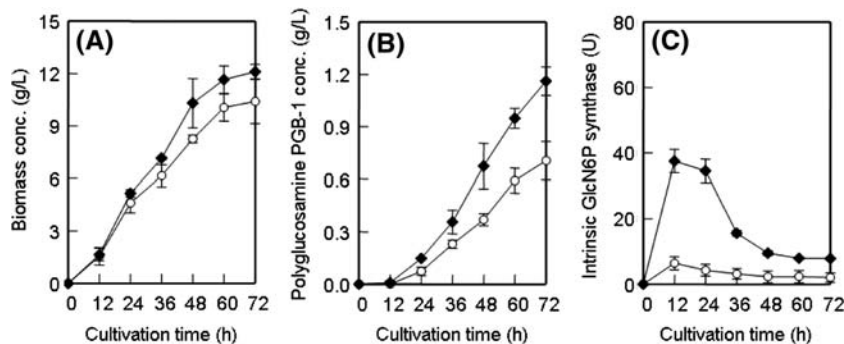 (A)
Biomass conc. (g/L)
15
12
9
6
3
0
0 12 24 36 48 60 72
Cultivation time (h)
(B)
Polyglucosamine PGB-1 conc. (g/L)
1.5
1.2
0.9
0.6
0.3
0.0
0 12 24 36 48 60 72
Cultivation time (h)
(C)
Intrinsic GlcN6P symthase (U)
80
60
40
20
0
0 12 24 36 48 60 72
Cultivation time (h)